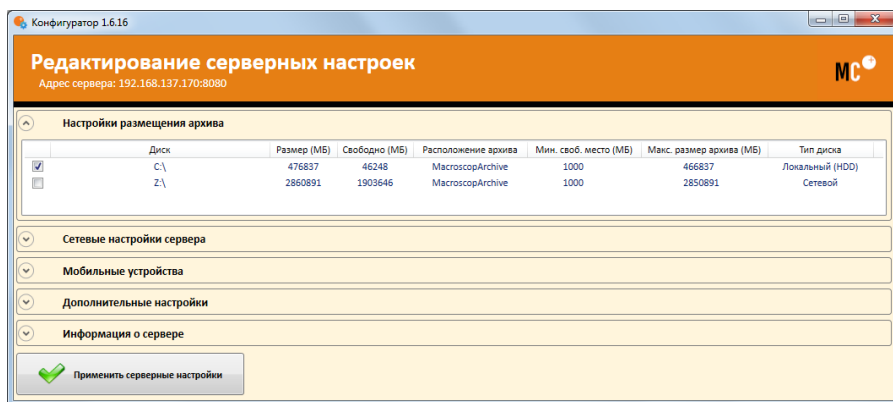 Конфигуратор 1.6.16
Редактирование серверных настроек
Адрес сервера: 192.168.137.170:8080
MC
Настройки размещения архива
Диск Размер (МБ) Свободно (МБ) Расположение архива Мин. своб. место (МБ) Макс. размер архива (МБ) Тип диска
C:\ 476837 46248 MacroscopArchive 1000 466837 Локальный (HDD)
Z:\ 2860891 1903646 MacroscopArchive 1000 2850891 Сетевой
Сетевые настройки сервера
Мобильные устройства
Дополнительные настройки
Информация о сервере
Применить серверные настройки